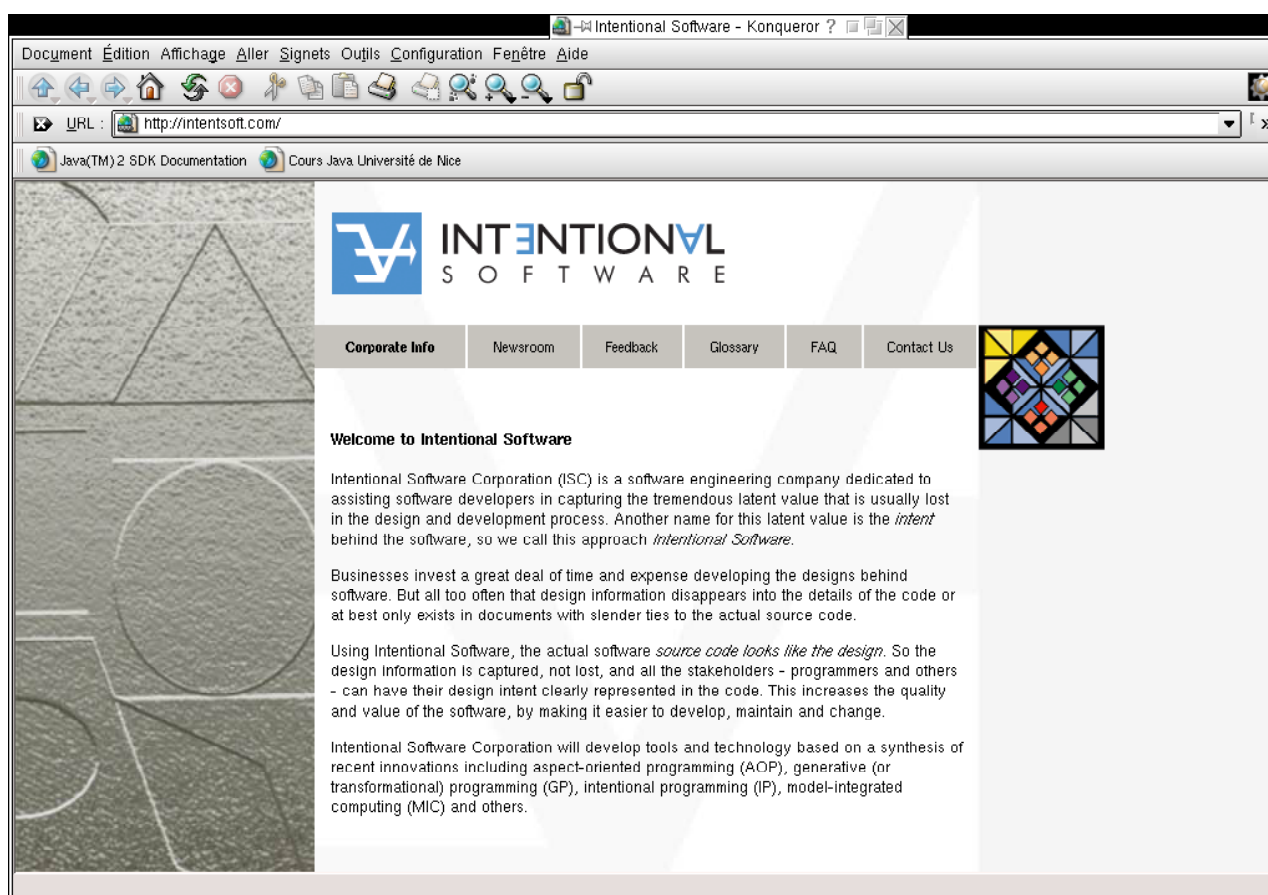 Intentional Software - Konqueror ?
Document Édition Affichage Aller Signets Outils Configuration Fenêtre Aide
URL : http://intentsoft.com/
Java(TM) 2 SDK Documentation Cours Java Université de Nice
INTƎNTION∀L
SOFTWARE
Corporate Info Newsroom Feedback Glossary FAQ Contact Us
Welcome to Intentional Software
Intentional Software Corporation (ISC) is a software engineering company dedicated to
assisting software developers in capturing the tremendous latent value that is usually lost
in the design and development process. Another name for this latent value is the intent
behind the software, so we call this approach Intentional Software.
Businesses invest a great deal of time and expense developing the designs behind
software. But all too often that design information disappears into the details of the code or
at best only exists in documents with slender ties to the actual source code.
Using Intentional Software, the actual software source code looks like the design. So the
design information is captured, not lost, and all the stakeholders - programmers and others
- can have their design intent clearly represented in the code. This increases the quality
and value of the software, by making it easier to develop, maintain and change.
Intentional Software Corporation will develop tools and technology based on a synthesis of
recent innovations including aspect-oriented programming (AOP), generative (or
transformational) programming (GP), intentional programming (IP), model-integrated
computing (MIC) and others.